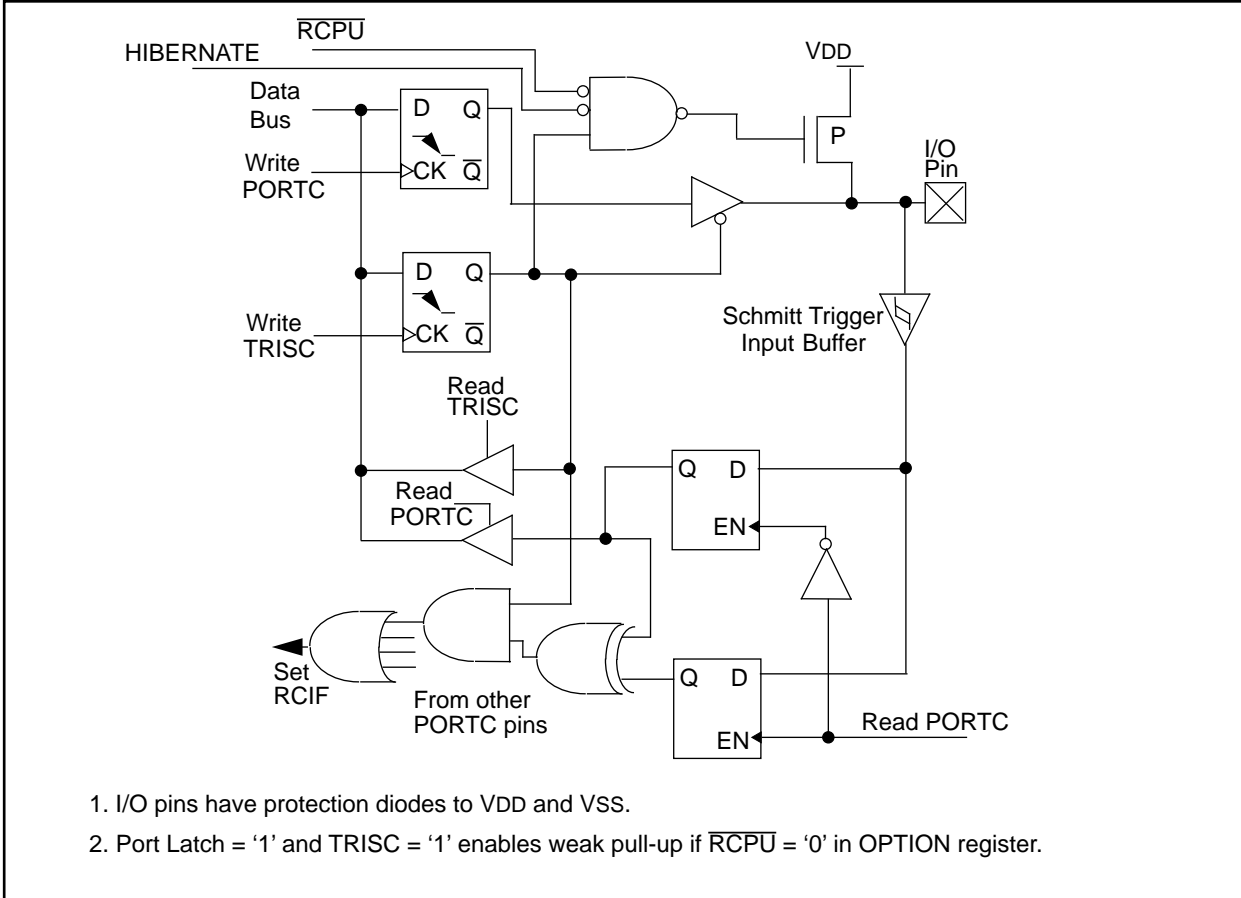 RCPU
HIBERNATE
VDD
Data
Bus
D Q
CK Q
Write
PORTC
P
I/O
Pin
D Q
CK Q
Write
TRISC
Schmitt Trigger
Input Buffer
Read
TRISC
Q D
EN
Read
PORTC
Set
RCIF
From other
PORTC pins
Q D
EN
Read PORTC
1. I/O pins have protection diodes to VDD and VSS.
2. Port Latch = ‘1’ and TRISC = ‘1’ enables weak pull-up if RCPU = ‘0’ in OPTION register.